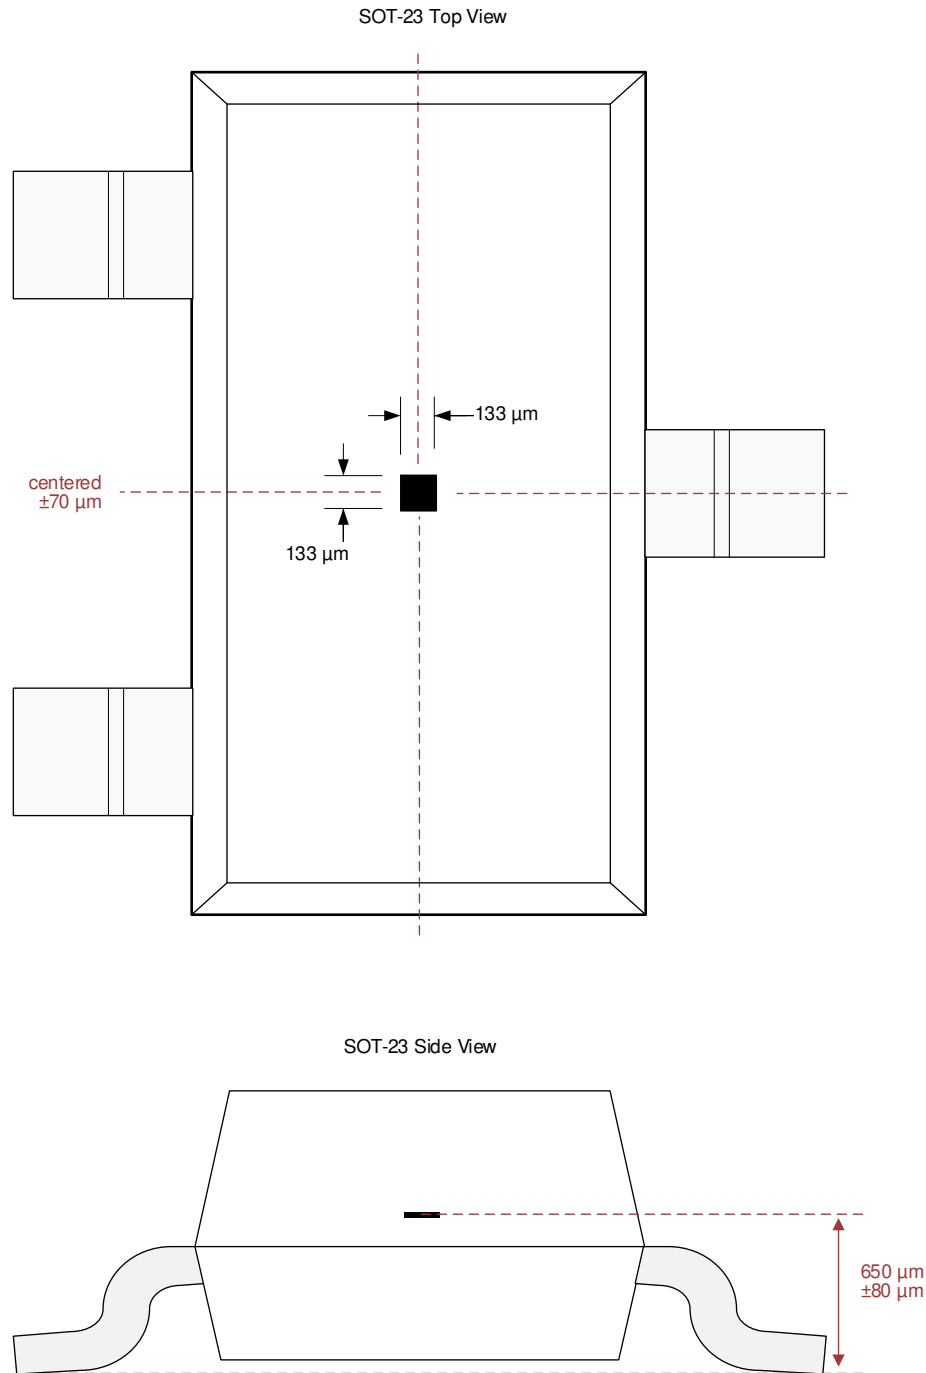 SOT-23 Top View
133 µm
centered
±70 µm
133 µm
SOT-23 Side View
650 µm
±80 µm